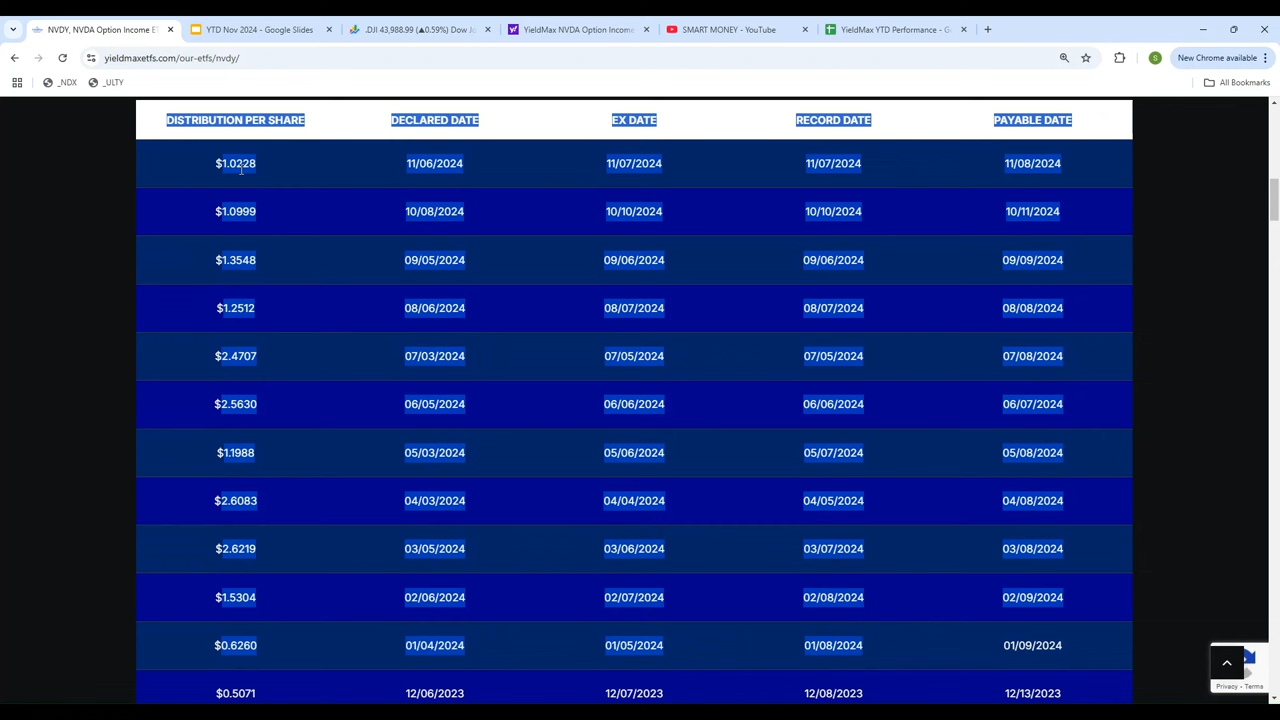 NVDY, NVDA Option Income ET
YTD Nov 2024 - Google Slides
.DJI 43,988.99 (▲0.59%) Dow Jo
YieldMax NVDA Option Income
SMART MONEY - YouTube
YieldMax YTD Performance - G
yieldmaxetfs.com/our-etfs/nvdy/
S
New Chrome available
_NDX
_ULTY
All Bookmarks
DISTRIBUTION PER SHARE DECLARED DATE EX DATE RECORD DATE PAYABLE DATE
$1.0228 11/06/2024 11/07/2024 11/07/2024 11/08/2024
$1.0999 10/08/2024 10/10/2024 10/10/2024 10/11/2024
$1.3548 09/05/2024 09/06/2024 09/06/2024 09/09/2024
$1.2512 08/06/2024 08/07/2024 08/07/2024 08/08/2024
$2.4707 07/03/2024 07/05/2024 07/05/2024 07/08/2024
$2.5630 06/05/2024 06/06/2024 06/06/2024 06/07/2024
$1.1988 05/03/2024 05/06/2024 05/07/2024 05/08/2024
$2.6083 04/03/2024 04/04/2024 04/05/2024 04/08/2024
$2.6219 03/05/2024 03/06/2024 03/07/2024 03/08/2024
$1.5304 02/06/2024 02/07/2024 02/08/2024 02/09/2024
$0.6260 01/04/2024 01/05/2024 01/08/2024 01/09/2024
$0.5071 12/06/2023 12/07/2023 12/08/2023 12/13/2023
Privacy - Terms